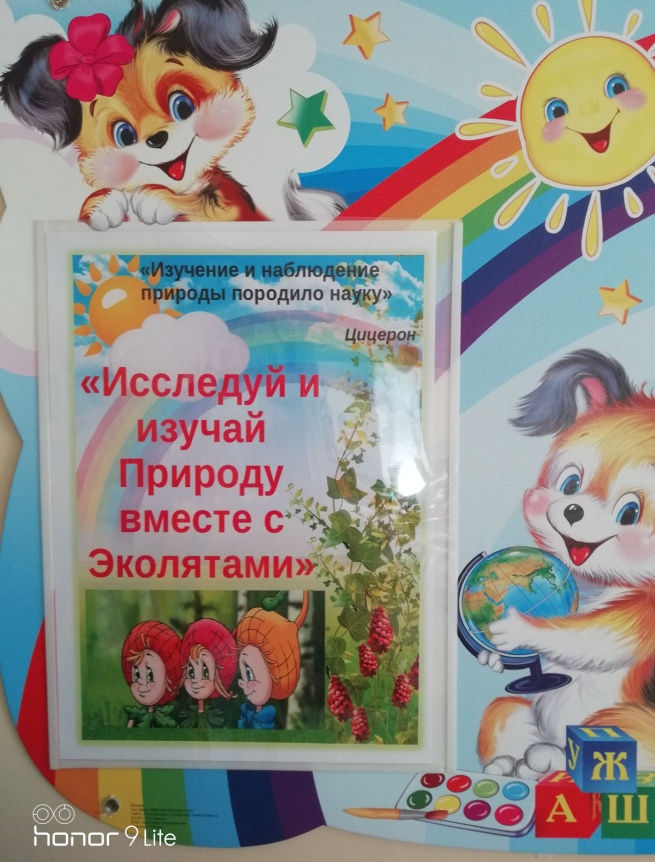 «Изучение и наблюдение
природы породило науку»
Цицерон
«Исследуй и
изучай
Природу
вместе с
Эколятами»
П
У Ж
А К Ш
honor 9 Lite